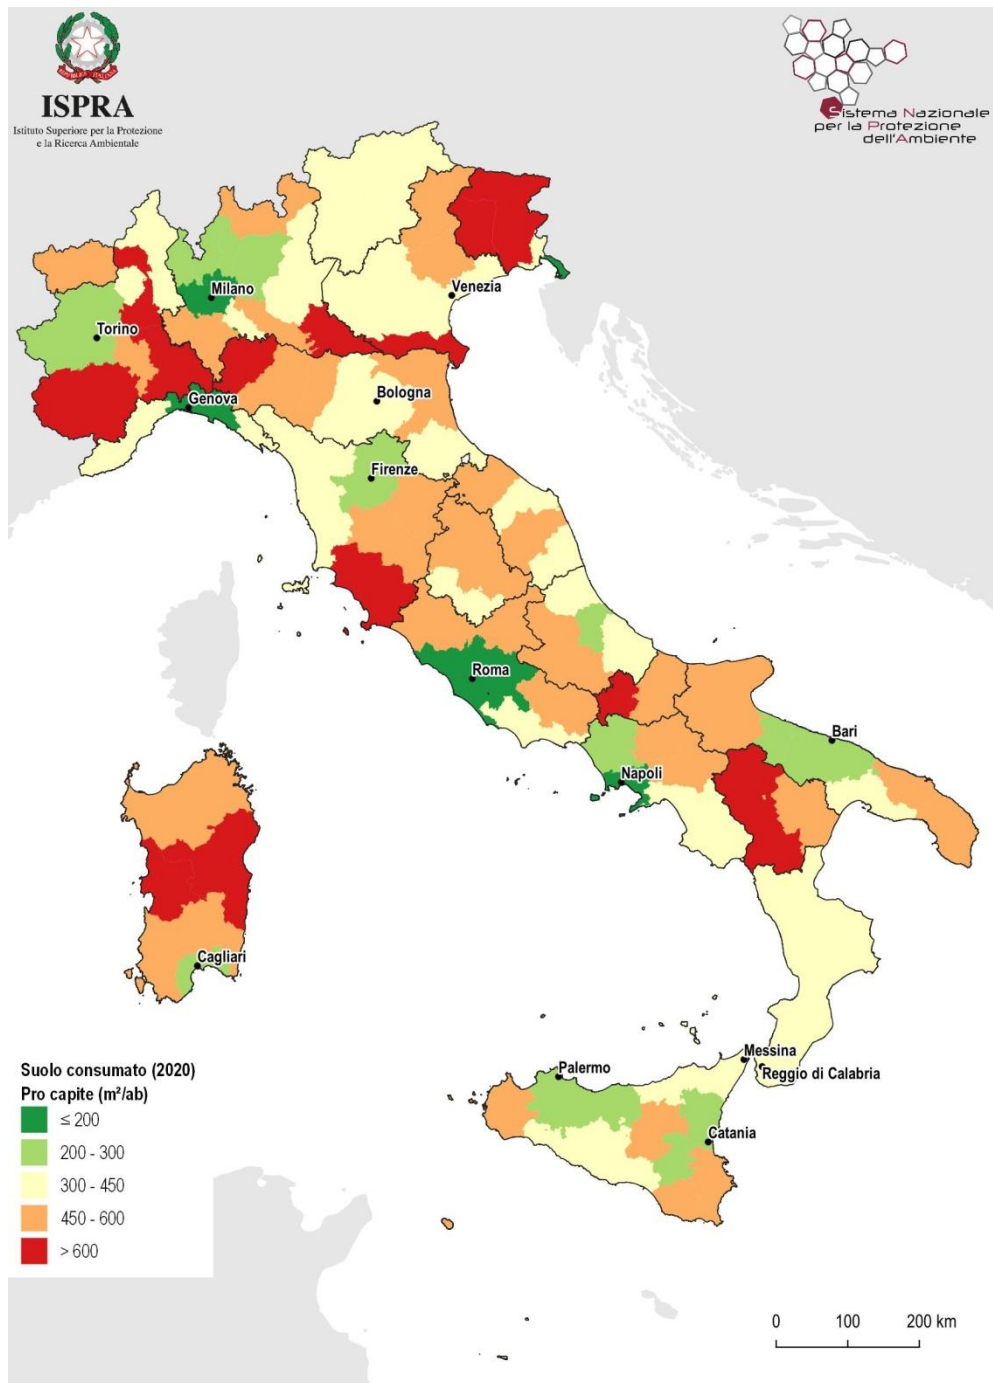 ISPRA
Istituto Superiore per la Protezione
e la Ricerca Ambientale
Sistema Nazionale
per la Protezione
dell'Ambiente
Milano
Venezia
Torino
Genova
Bologna
Firenze
Roma
Bari
Napoli
Cagliari
Messina
Palermo
Reggio di Calabria
Catania
Suolo consumato (2020)
Pro capite (m²/ab)
≤ 200
200 - 300
300 - 450
450 - 600
> 600
0 100 200 km